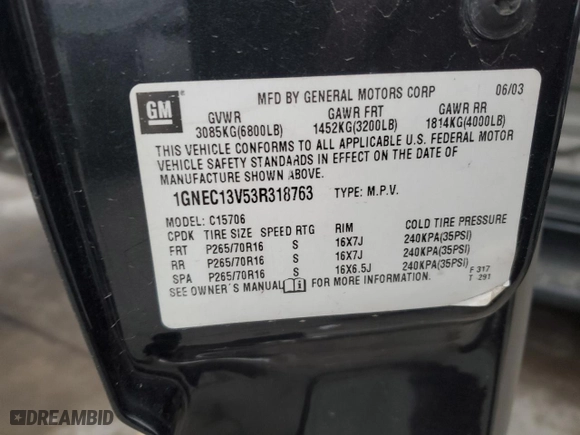 GM
MFD BY GENERAL MOTORS CORP 06/03
GVWR GAWR FRT GAWR RR
3085KG(6800LB) 1452KG(3200LB) 1814KG(4000LB)
THIS VEHICLE CONFORMS TO ALL APPLICABLE U.S. FEDERAL MOTOR
VEHICLE SAFETY STANDARDS IN EFFECT ON THE DATE OF
MANUFACTURE SHOWN ABOVE.
1GNEC13V53R318763 TYPE: M.P.V.
MODEL: C15706
CPDK TIRE SIZE SPEED RTG RIM COLD TIRE PRESSURE
FRT P265/70R16 S 16X7J 240KPA(35PSI)
RR P265/70R16 S 16X7J 240KPA(35PSI)
SPA P265/70R16 S 16X6.5J 240KPA(35PSI)
SEE OWNER'S MANUAL FOR MORE INFORMATION.
F 317
T 291
DREAMBID